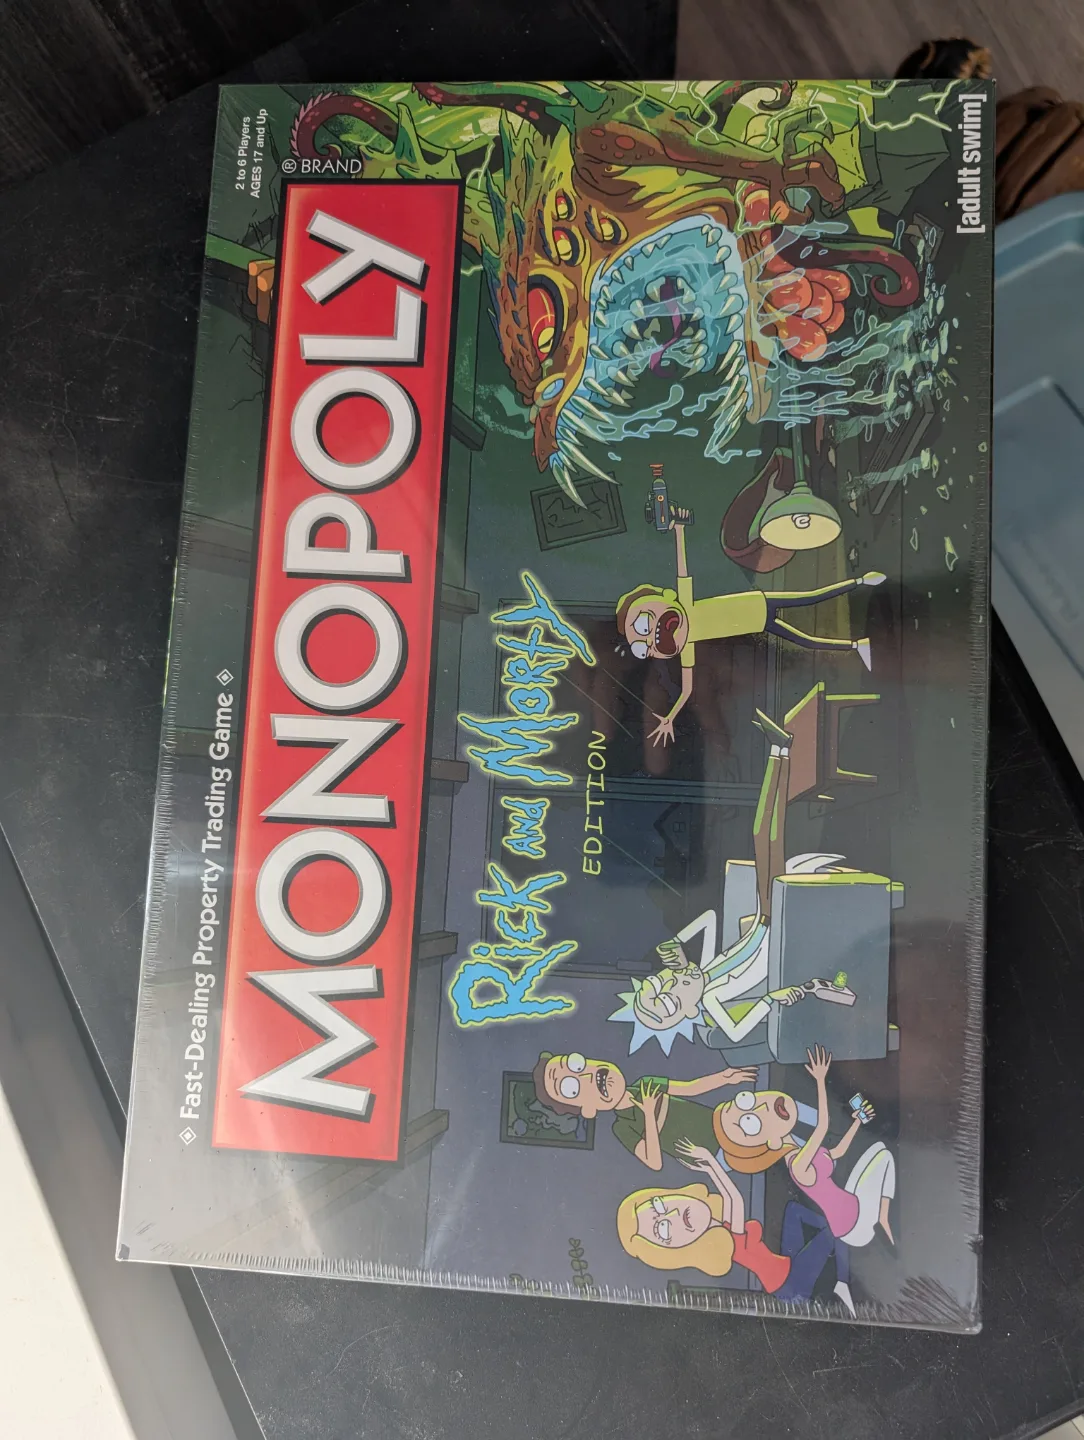 2 to 6 Players
AGES 17 and Up
◈ Fast-Dealing Property Trading Game ◈
MONOPOLY
® BRAND
RICK AND MORTY
EDITION
[adult swim]